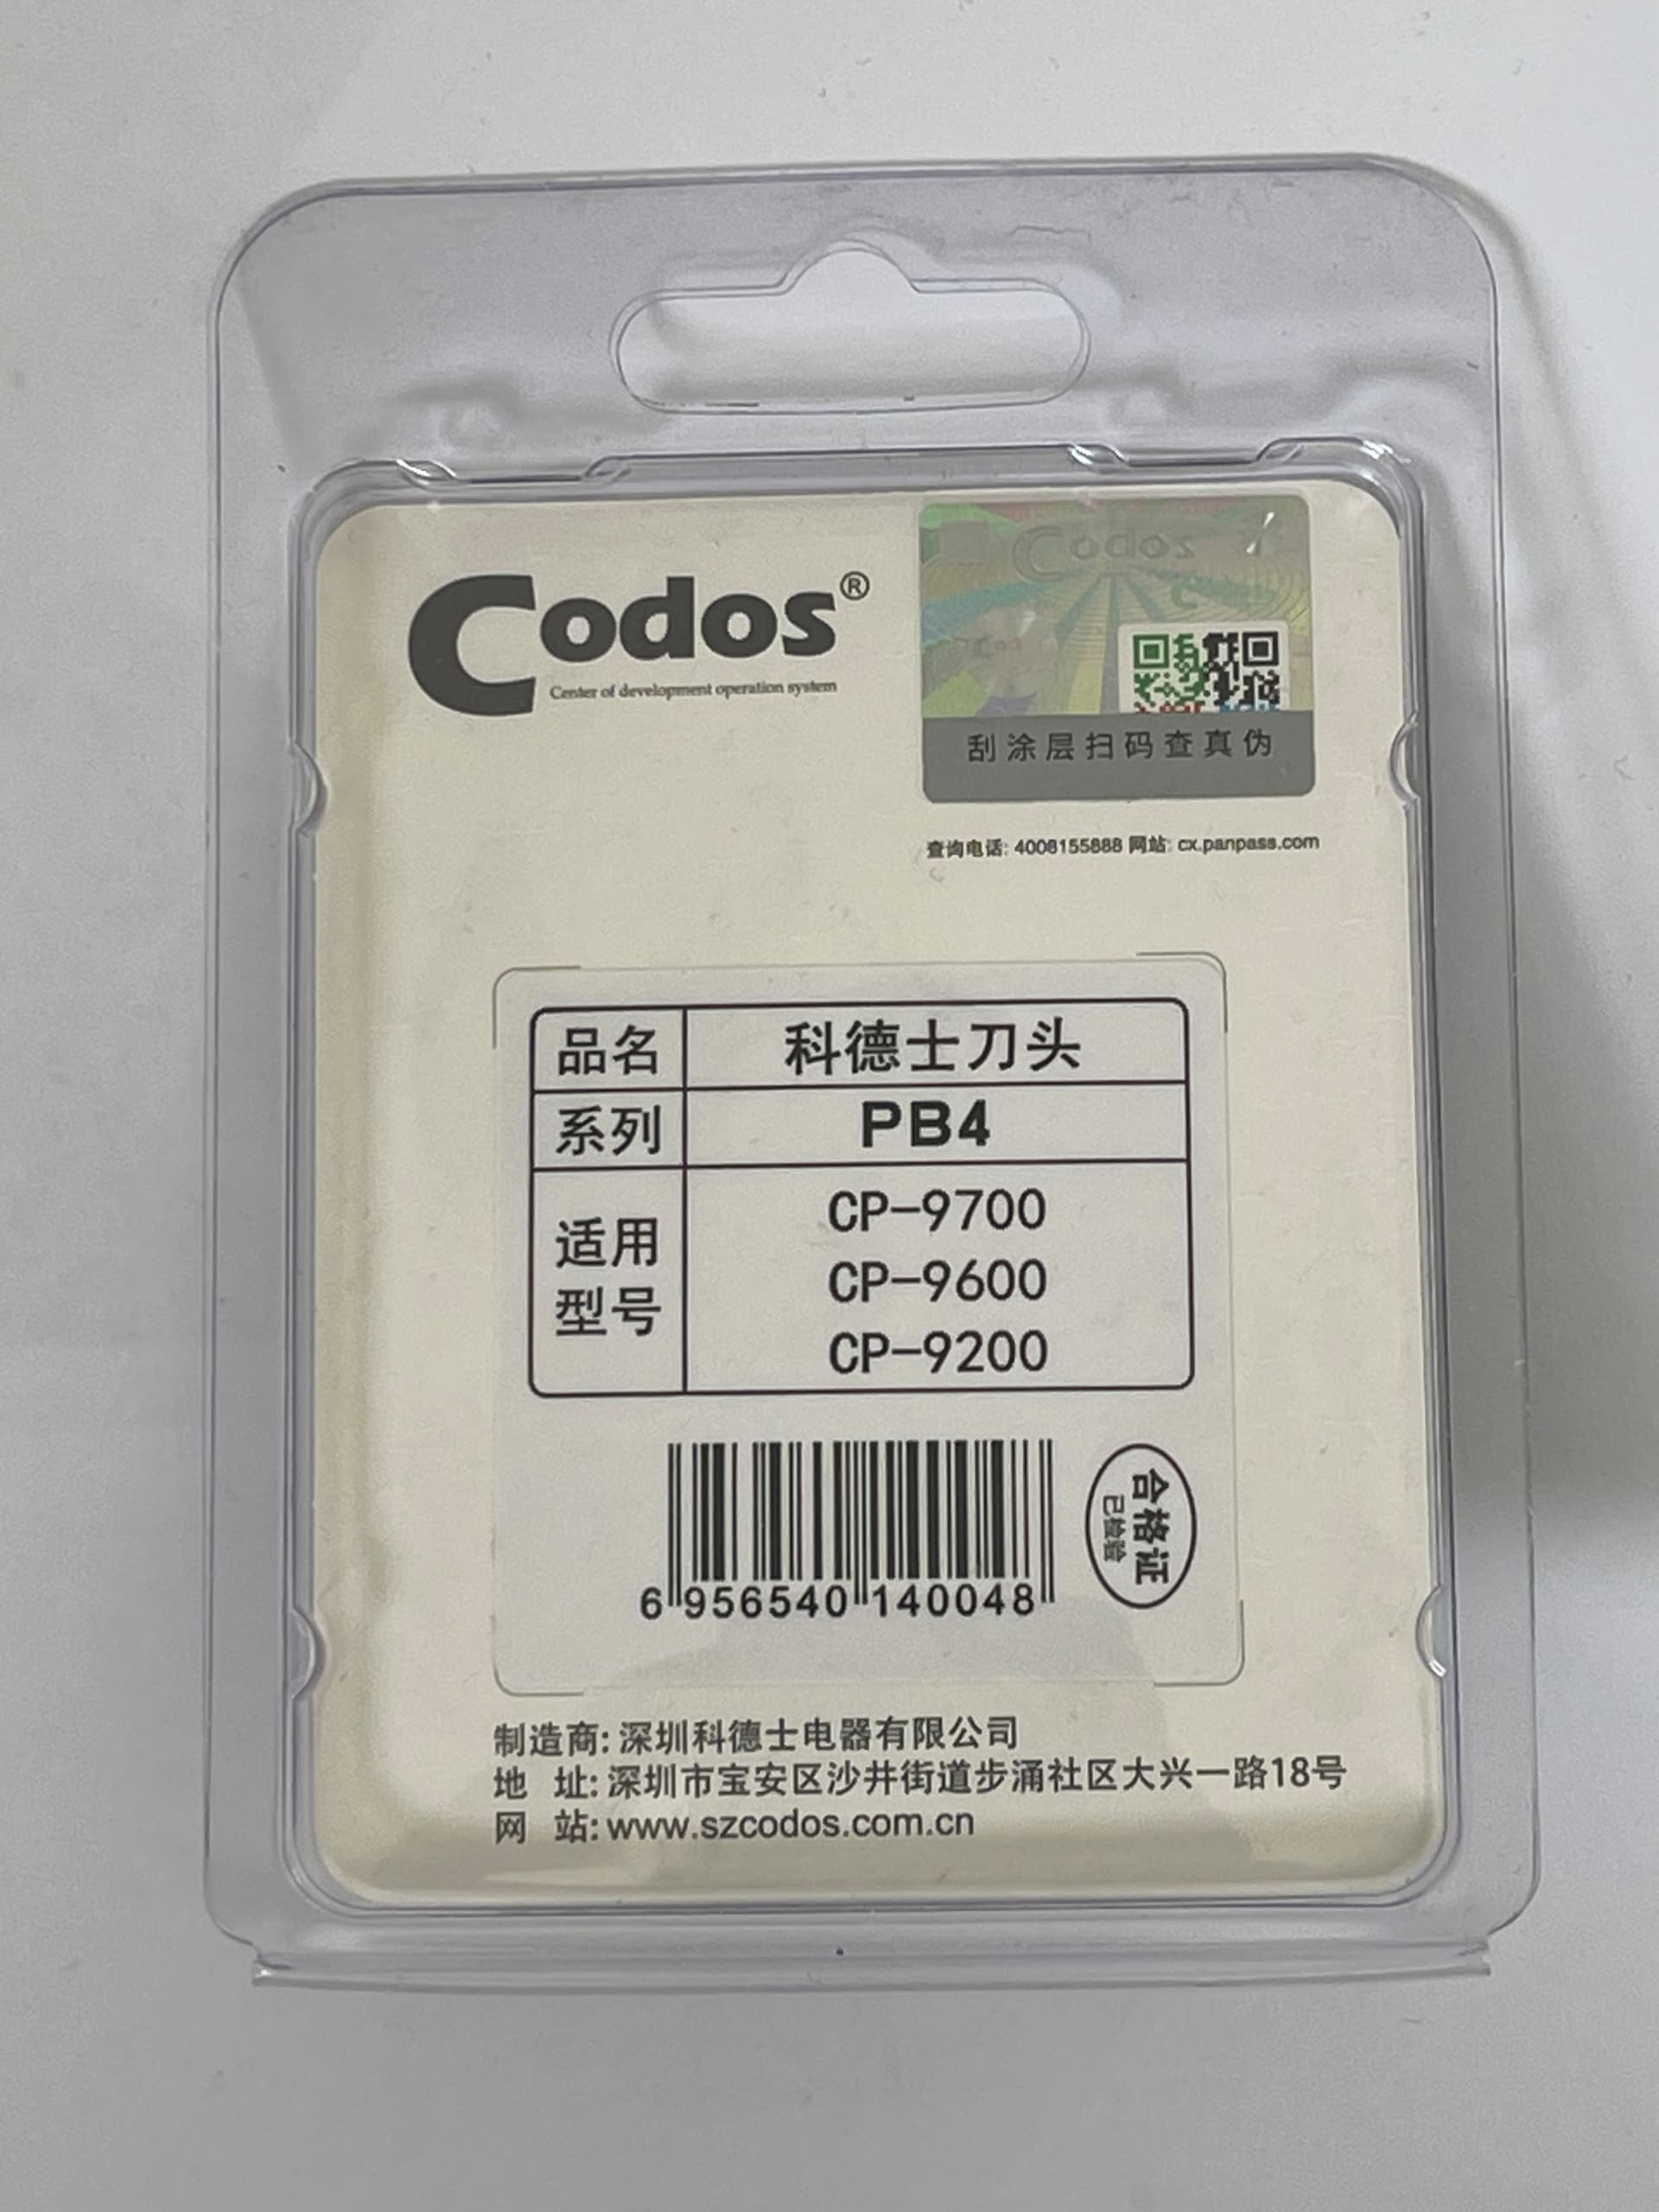 Codos®
Center of development operation system
Codos
刮涂层扫码查真伪
查询电话: 4008155888 网站: cx.panpass.com
品名 科德士刀头
系列 PB4
适用型号 CP-9700
CP-9600
CP-9200
6 956540 140048
合格证
已检验
制造商: 深圳科德士电器有限公司
地 址: 深圳市宝安区沙井街道步涌社区大兴一路18号
网 站: www.szcodos.com.cn